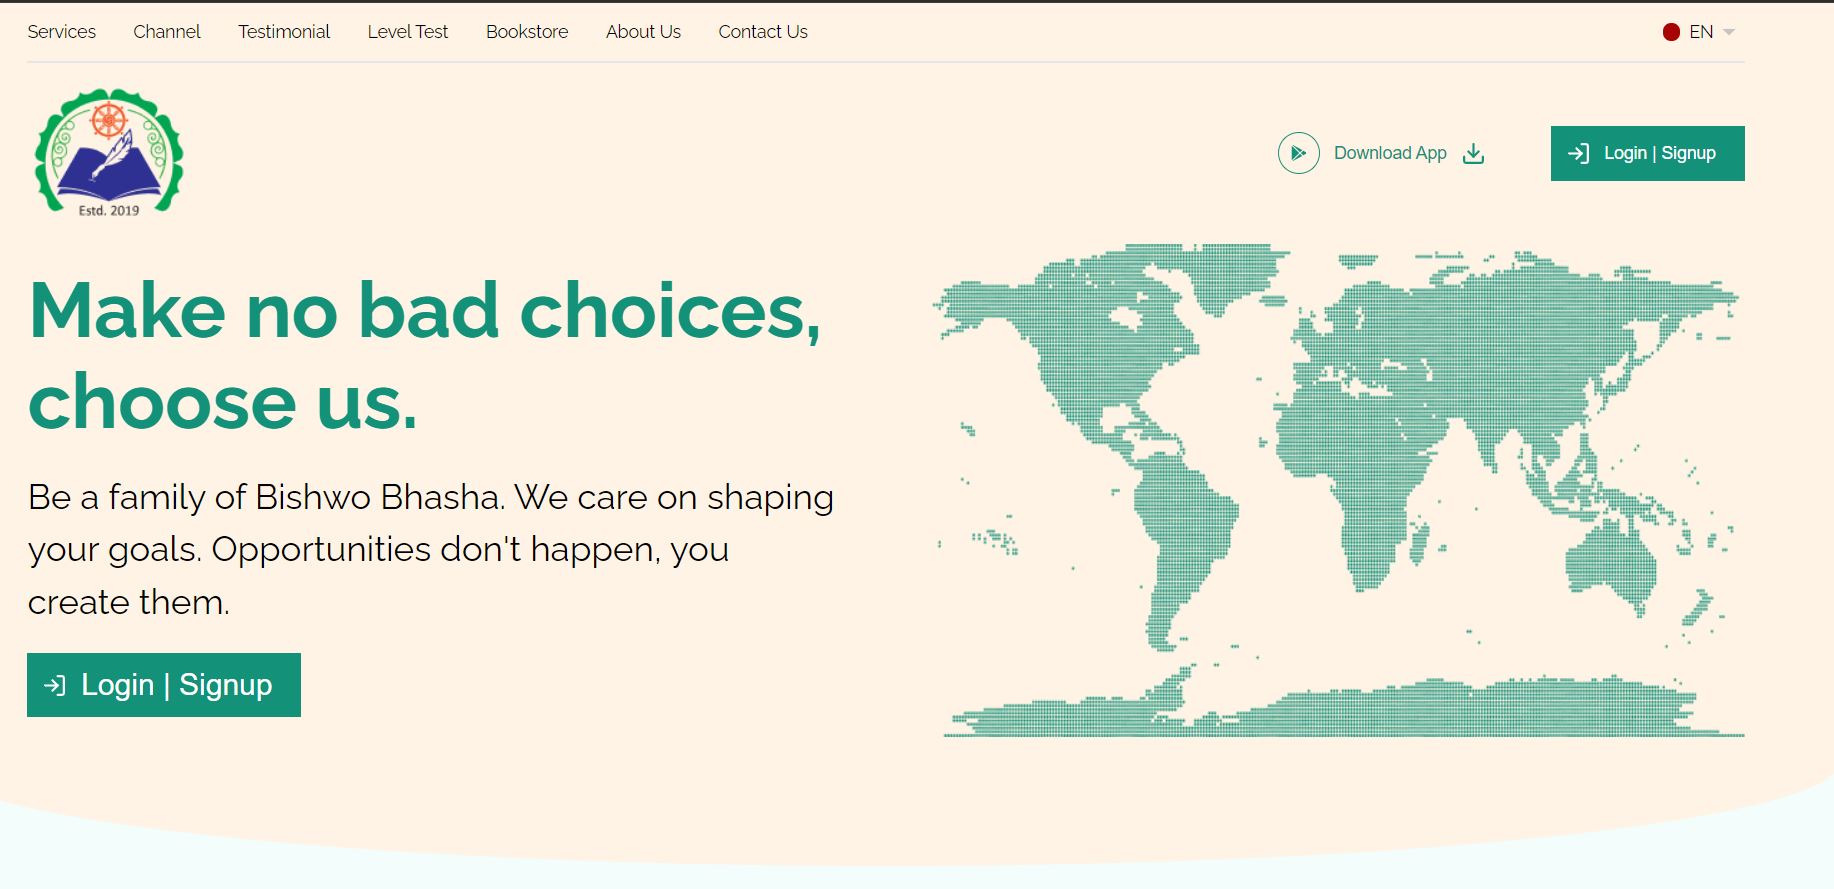 Services Channel Testimonial Level Test Bookstore About Us Contact Us EN
Estd. 2019
Download App
Login | Signup
Make no bad choices,
choose us.
Be a family of Bishwo Bhasha. We care on shaping
your goals. Opportunities don't happen, you
create them.
Login | Signup